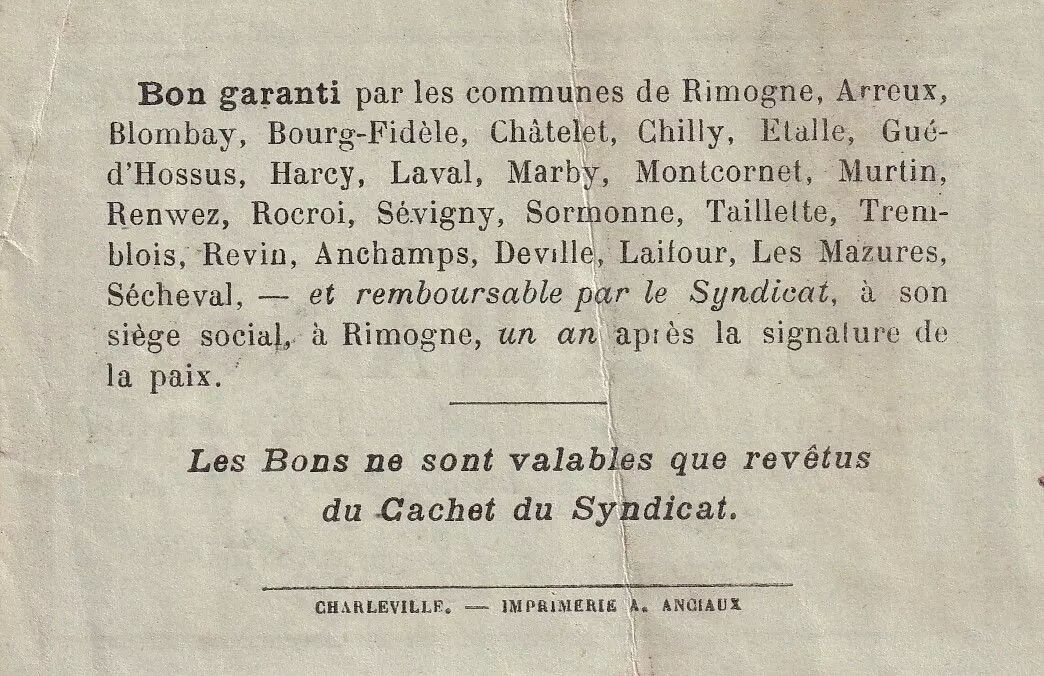 Bon garanti par les communes de Rimogne, Arreux,
Blombay, Bourg-Fidèle, Châtelet, Chilly, Etalle, Gué-
d'Hossus, Harcy, Laval, Marby, Montcornet, Murtin,
Renwez, Rocroi, Sévigny, Sormonne, Taillette, Trem-
blois, Revin, Anchamps, Deville, Laifour, Les Mazures,
Sécheval, — et remboursable par le Syndicat, à son
siège social, à Rimogne, un an après la signature de
la paix.
Les Bons ne sont valables que revêtus
du Cachet du Syndicat.
CHARLEVILLE. — IMPRIMERIE A. ANCIAUX